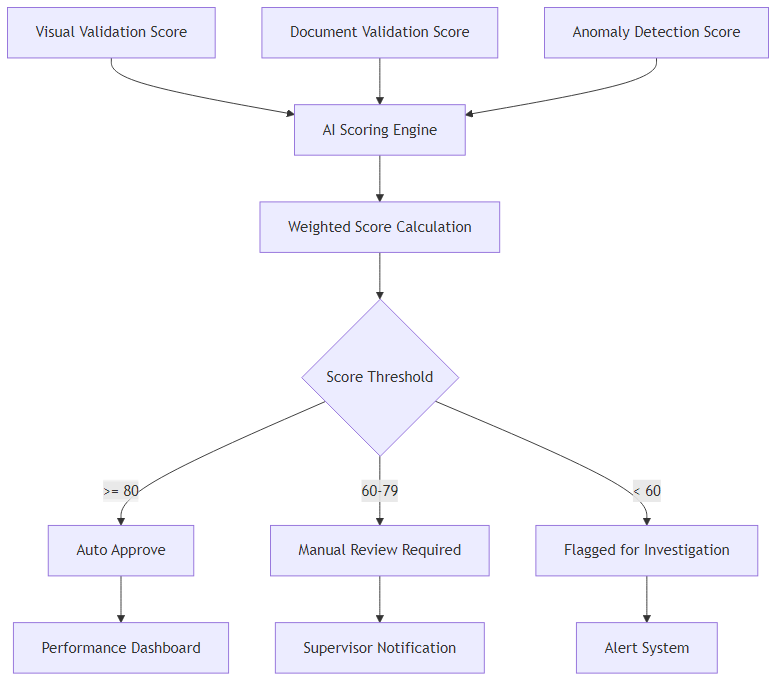 Visual Validation Score
Document Validation Score
Anomaly Detection Score
AI Scoring Engine
Weighted Score Calculation
Score Threshold
>= 80
60-79
< 60
Auto Approve
Manual Review Required
Flagged for Investigation
Performance Dashboard
Supervisor Notification
Alert System